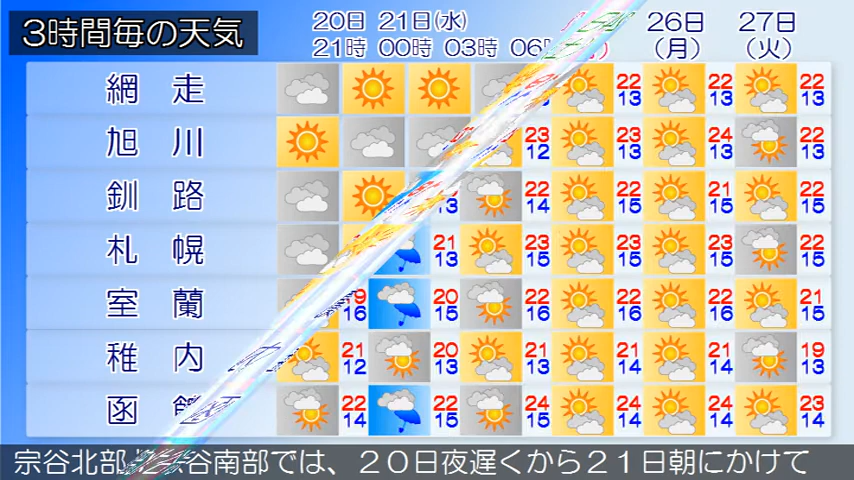 3時間毎の天気
20日 21日(水) 26日 27日
21時 00時 03時 06 (月) (火)
網走 22 13 22 13 22 13
旭川 23 12 23 13 24 13 22 13
釧路 13 22 14 22 15 21 15 22 15
札幌 21 13 23 15 23 15 23 15 22 15
室蘭 16 20 15 22 16 22 16 22 16 21 15
稚内 21 12 20 13 21 13 21 14 21 14 19 13
函 22 14 22 15 24 15 24 14 24 14 23 14
宗谷北部 谷南部では、20日夜遅くから21日朝にかけて